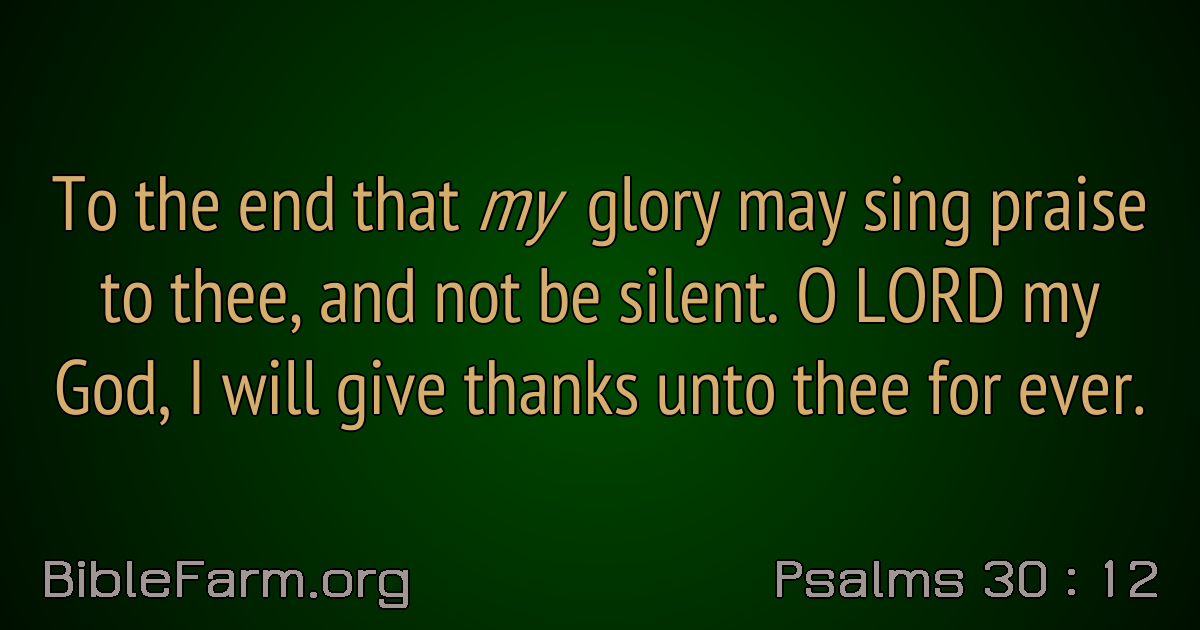 To the end that my glory may sing praise
to thee, and not be silent. O LORD my
God, I will give thanks unto thee for ever.
BibleFarm.org
Psalms 30 : 12